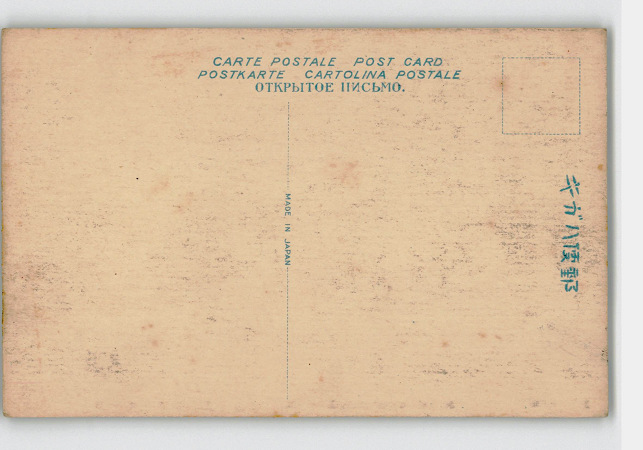 CARTE POSTALE POST CARD
POSTKARTE CARTOLINA POSTALE
ОТКРЫТОЕ ПИСЬМО.
MADE IN JAPAN
キガハ便郵